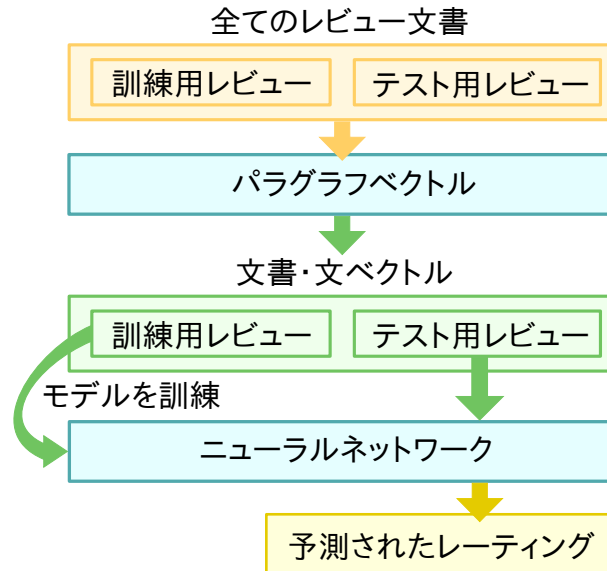 全てのレビュー文書
訓練用レビュー テスト用レビュー
パラグラフベクトル
文書・文ベクトル
訓練用レビュー テスト用レビュー
モデルを訓練
ニューラルネットワーク
予測されたレーティング